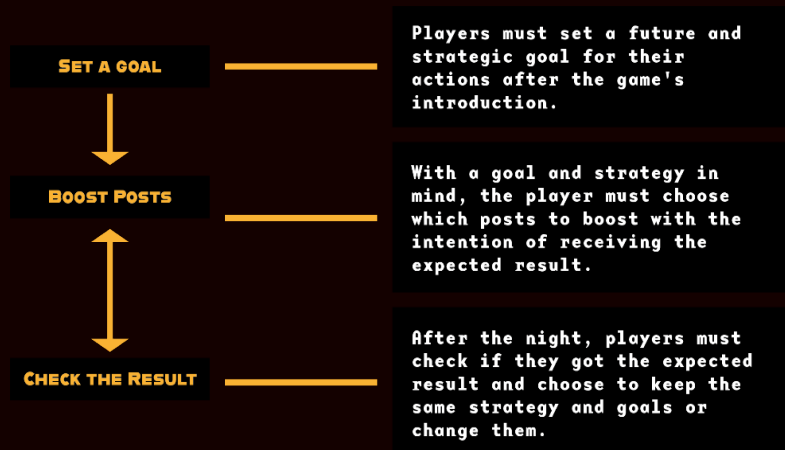 SET A GOAL
Players must set a future and
strategic goal for their
actions after the game's
introduction.
BOOST POSTS
With a goal and strategy in
mind, the player must choose
which posts to boost with the
intention of receiving the
expected result.
CHECK THE RESULT
After the night, players must
check if they got the expected
result and choose to keep the
same strategy and goals or
change them.